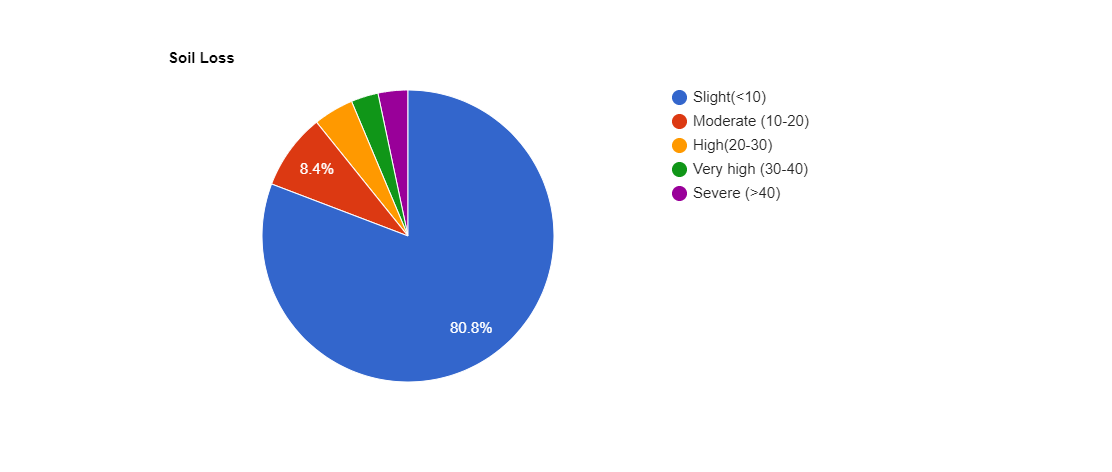 Soil Loss
Slight(<10)
Moderate (10-20)
High(20-30)
Very high (30-40)
Severe (>40)
8.4%
80.8%